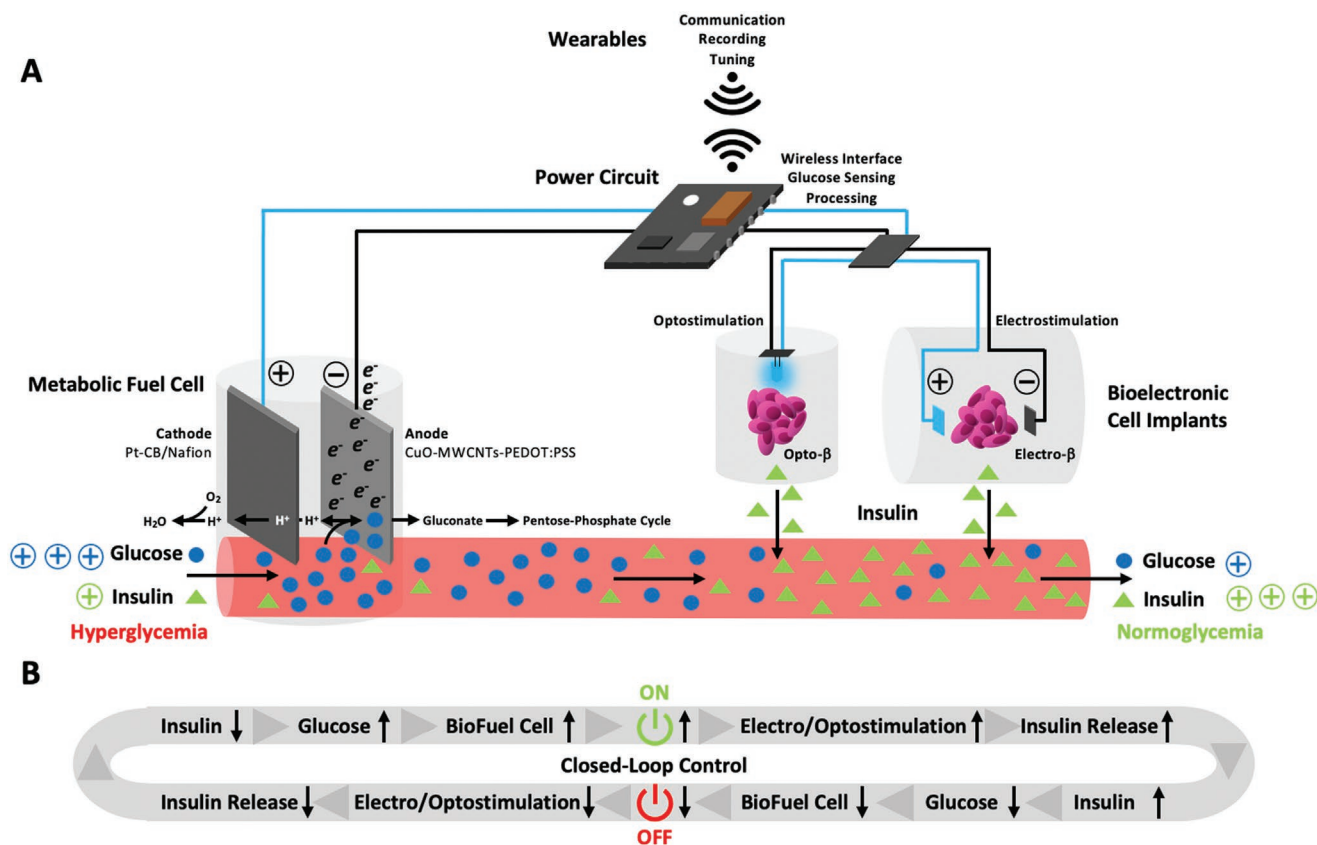 Wearables
Communication
Recording
Tuning
A
Power Circuit
Wireless Interface
Glucose Sensing
Processing
Optostimulation
Electrostimulation
Metabolic Fuel Cell
+
−
e-
e-
e-
e-
e-
e-
e-
e-
e-
e-
Cathode
Pt-CB/Nafion
Anode
CuO-MWCNTs-PEDOT:PSS
+
−
Bioelectronic
Cell Implants
Opto-β
Electro-β
O2
H2O
H+
H+
H+
Gluconate
Pentose-Phosphate Cycle
Insulin
+ + + Glucose
+ Insulin
Hyperglycemia
Glucose +
Insulin + + +
Normoglycemia
B
ON
Insulin ↓ Glucose ↑ BioFuel Cell ↑ ↑ Electro/Optostimulation ↑ Insulin Release ↑
Closed-Loop Control
Insulin Release ↓ Electro/Optostimulation ↓ ↓ BioFuel Cell ↓ Glucose ↓ Insulin ↑
OFF